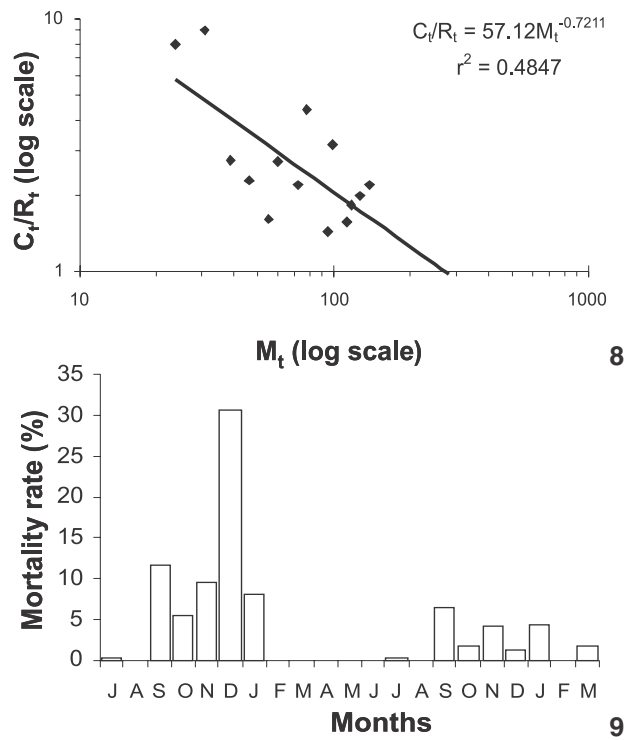 10
Cₜ/Rₜ = 57.12Mₜ^-0.7211
r² = 0.4847
Cₜ/Rₜ (log scale)
1
10 100 1000
Mₜ (log scale)
8
35
30
25
20
15
10
5
0
Mortality rate (%)
J A S O N D J F M A M J J A S O N D J F M
Months
9